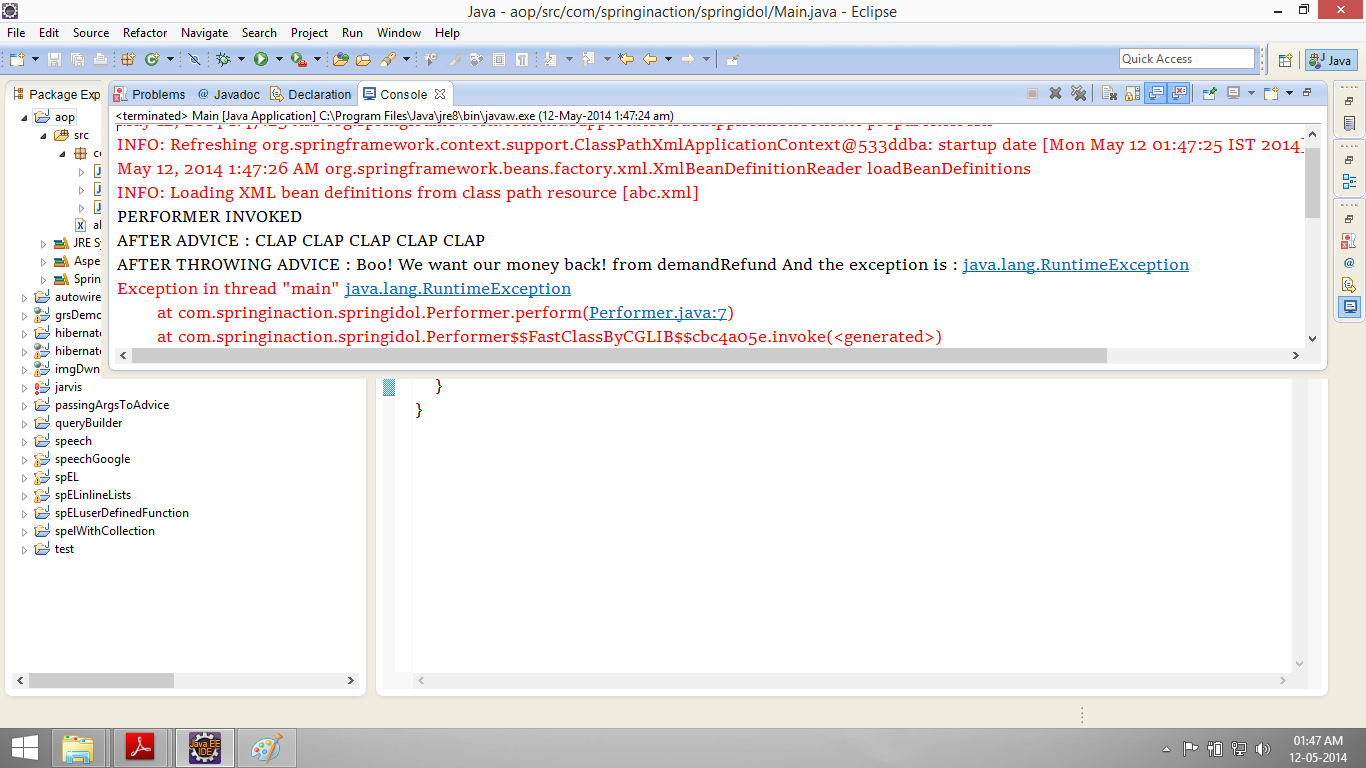 Java - aop/src/com/springinaction/springidol/Main.java - Eclipse
File Edit Source Refactor Navigate Search Project Run Window Help
Quick Access
Java
Package Exp
Problems @ Javadoc Declaration Console
<terminated> Main [Java Application] C:\Program Files\Java\jre8\bin\javaw.exe (12-May-2014 1:47:24 am)
INFO: Refreshing org.springframework.context.support.ClassPathXmlApplicationContext@533ddba: startup date [Mon May 12 01:47:25 IST 2014]
May 12, 2014 1:47:26 AM org.springframework.beans.factory.xml.XmlBeanDefinitionReader loadBeanDefinitions
INFO: Loading XML bean definitions from class path resource [abc.xml]
PERFORMER INVOKED
AFTER ADVICE : CLAP CLAP CLAP CLAP CLAP
AFTER THROWING ADVICE : Boo! We want our money back! from demandRefund And the exception is : java.lang.RuntimeException
Exception in thread "main" java.lang.RuntimeException
at com.springinaction.springidol.Performer.perform(Performer.java:7)
at com.springinaction.springidol.Performer$$FastClassByCGLIB$$cbc4a05e.invoke(<generated>)
}
}
aop
src
JRE Sy
Aspe
Spring
autowire
grsDemo
hibernate
hibernate
imgDwn
jarvis
passingArgsToAdvice
queryBuilder
speech
speechGoogle
spEL
spELinlineLists
spELuserDefinedFunction
spelWithCollection
test
Java EE
IDE
01:47 AM
12-05-2014